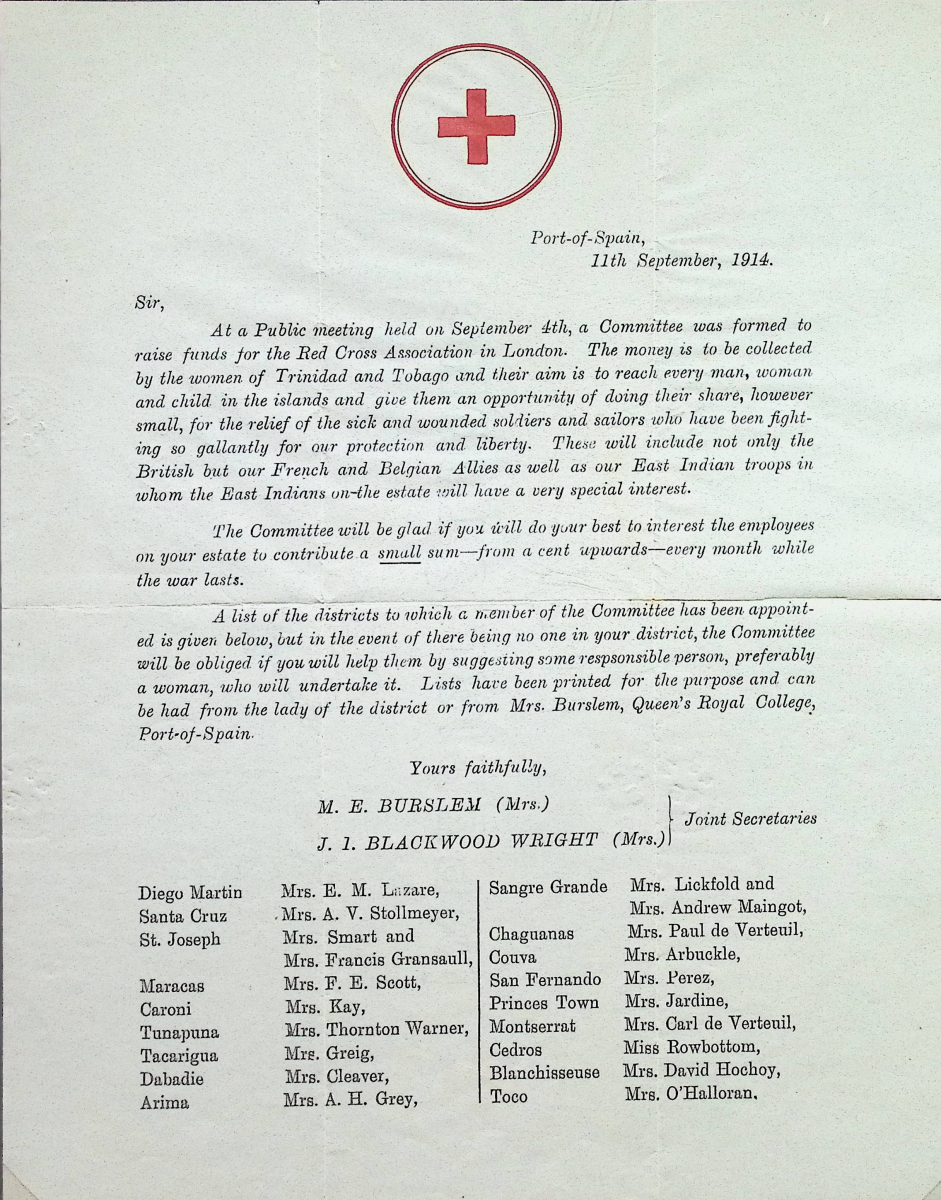 Port-of-Spain,
11th September, 1914.
Sir,
At a Public meeting held on September 4th, a Committee was formed to
raise funds for the Red Cross Association in London. The money is to be collected
by the women of Trinidad and Tobago and their aim is to reach every man, woman
and child in the islands and give them an opportunity of doing their share, however
small, for the relief of the sick and wounded soldiers and sailors who have been fight-
ing so gallantly for our protection and liberty. These will include not only the
British but our French and Belgian Allies as well as our East Indian troops in
whom the East Indians on-the estate will have a very special interest.
The Committee will be glad if you will do your best to interest the employees
on your estate to contribute a small sum—from a cent upwards—every month while
the war lasts.
A list of the districts to which a member of the Committee has been appoint-
ed is given below, but in the event of there being no one in your district, the Committee
will be obliged if you will help them by suggesting some respsonsible person, preferably
a woman, who will undertake it. Lists have been printed for the purpose and can
be had from the lady of the district or from Mrs. Burslem, Queen's Royal College,
Port-of-Spain.
Yours faithfully,
M. E. BURSLEM (Mrs.)
J. I. BLACKWOOD WRIGHT (Mrs.)
Joint Secretaries
Diego Martin Mrs. E. M. Lazare,
Santa Cruz Mrs. A. V. Stollmeyer,
St. Joseph Mrs. Smart and
Mrs. Francis Gransaull,
Maracas Mrs. F. E. Scott,
Caroni Mrs. Kay,
Tunapuna Mrs. Thornton Warner,
Tacarigua Mrs. Greig,
Dabadie Mrs. Cleaver,
Arima Mrs. A. H. Grey,
Sangre Grande Mrs. Lickfold and
Mrs. Andrew Maingot,
Chaguanas Mrs. Paul de Verteuil,
Couva Mrs. Arbuckle,
San Fernando Mrs. Perez,
Princes Town Mrs. Jardine,
Montserrat Mrs. Carl de Verteuil,
Cedros Miss Rowbottom,
Blanchisseuse Mrs. David Hochoy,
Toco Mrs. O'Halloran.